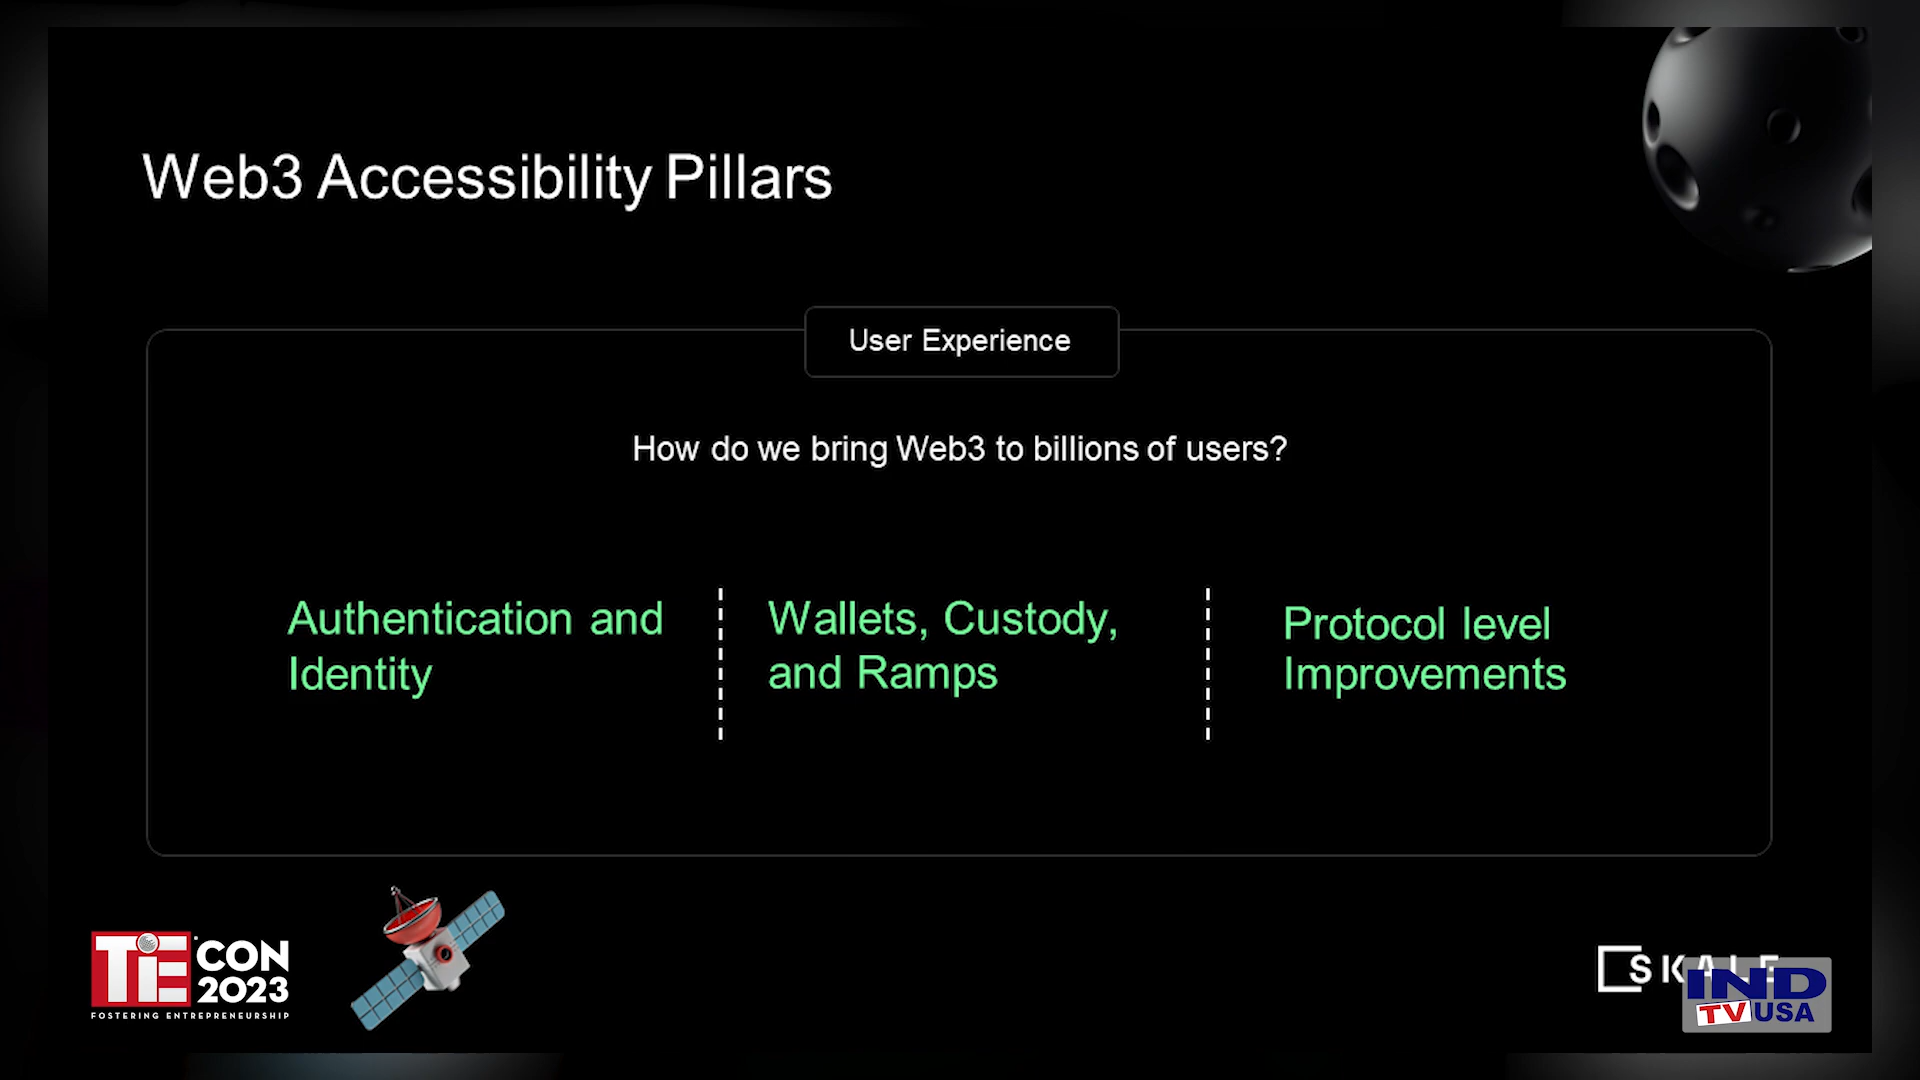 Web3 Accessibility Pillars
User Experience
How do we bring Web3 to billions of users?
Authentication and
Identity
Wallets, Custody,
and Ramps
Protocol level
Improvements
TiE CON
2023
FOSTERING ENTREPRENEURSHIP
SKALE
IND
TV USA